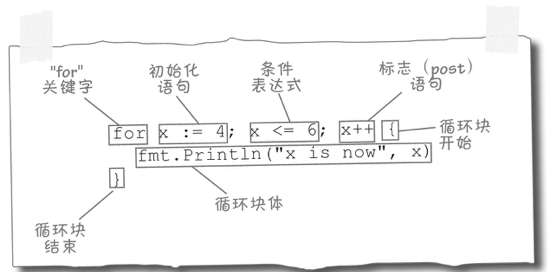 "for"
关键字
初始化
语句
条件
表达式
标志（post）
语句
for x := 4; x <= 6; x++ {
循环块
开始
fmt.Println("x is now", x)
}
循环块体
循环块
结束